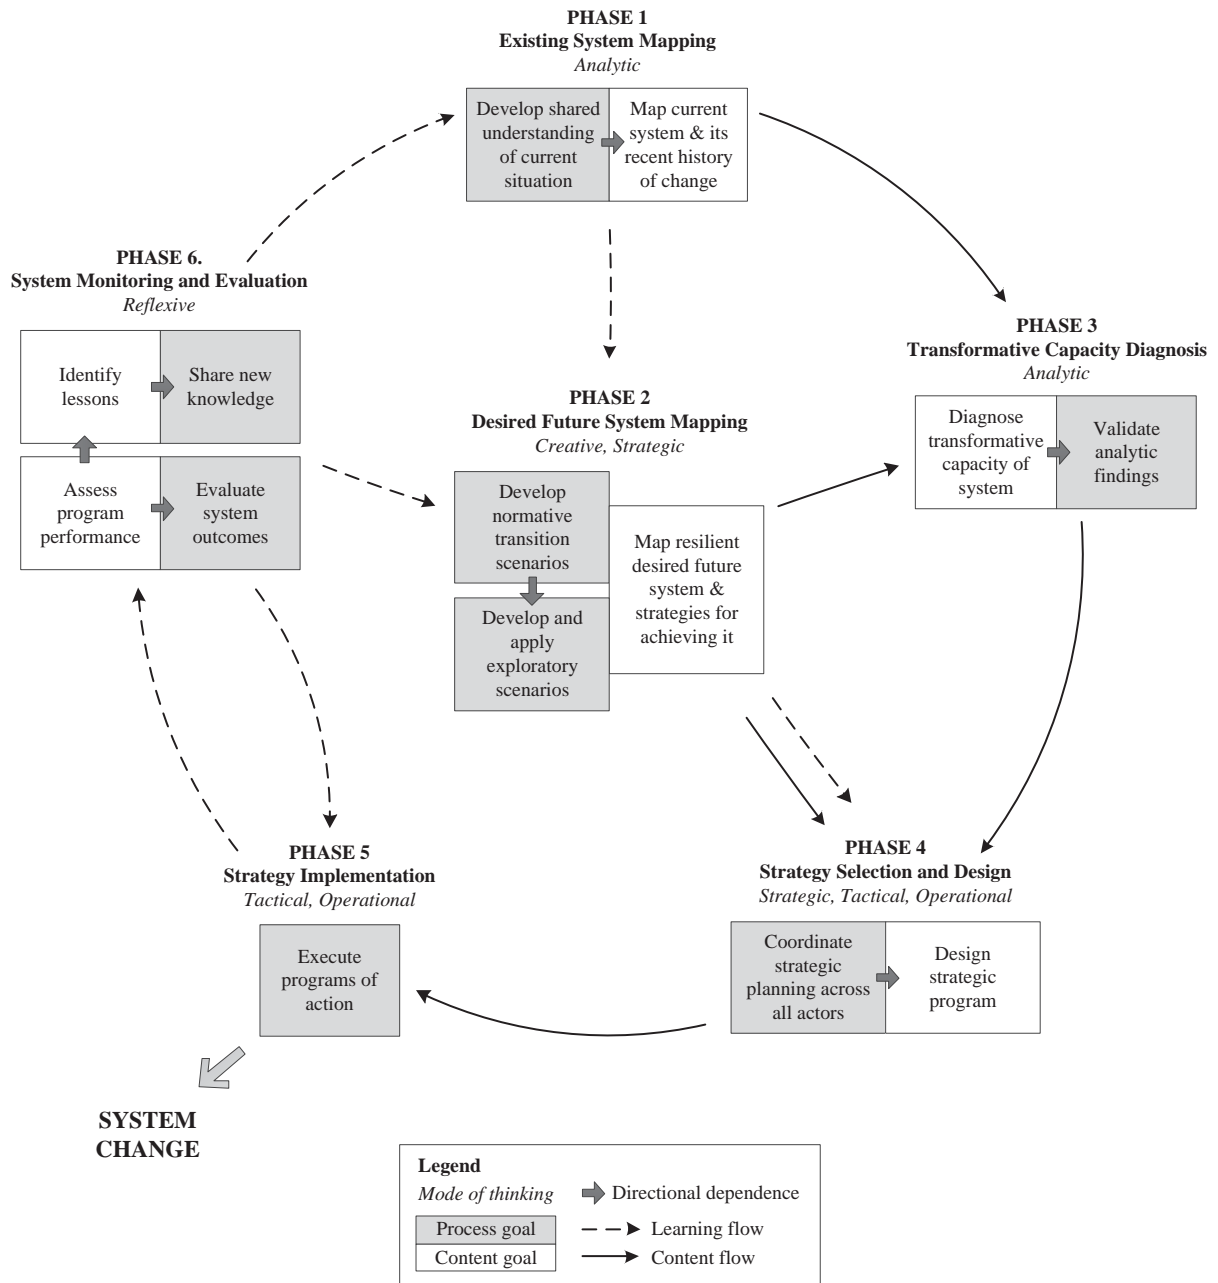 PHASE 1
Existing System Mapping
Analytic
Develop shared
understanding
of current
situation
Map current
system & its
recent history
of change
PHASE 6.
System Monitoring and Evaluation
Reflexive
Identify
lessons
Share new
knowledge
Assess
program
performance
Evaluate
system
outcomes
PHASE 2
Desired Future System Mapping
Creative, Strategic
Develop
normative
transition
scenarios
Develop and
apply
exploratory
scenarios
Map resilient
desired future
system &
strategies for
achieving it
PHASE 3
Transformative Capacity Diagnosis
Analytic
Diagnose
transformative
capacity of
system
Validate
analytic
findings
PHASE 4
Strategy Selection and Design
Strategic, Tactical, Operational
Coordinate
strategic
planning across
all actors
Design
strategic
program
PHASE 5
Strategy Implementation
Tactical, Operational
Execute
programs of
action
SYSTEM
CHANGE
Legend
Mode of thinking
Directional dependence
Process goal
Learning flow
Content goal
Content flow